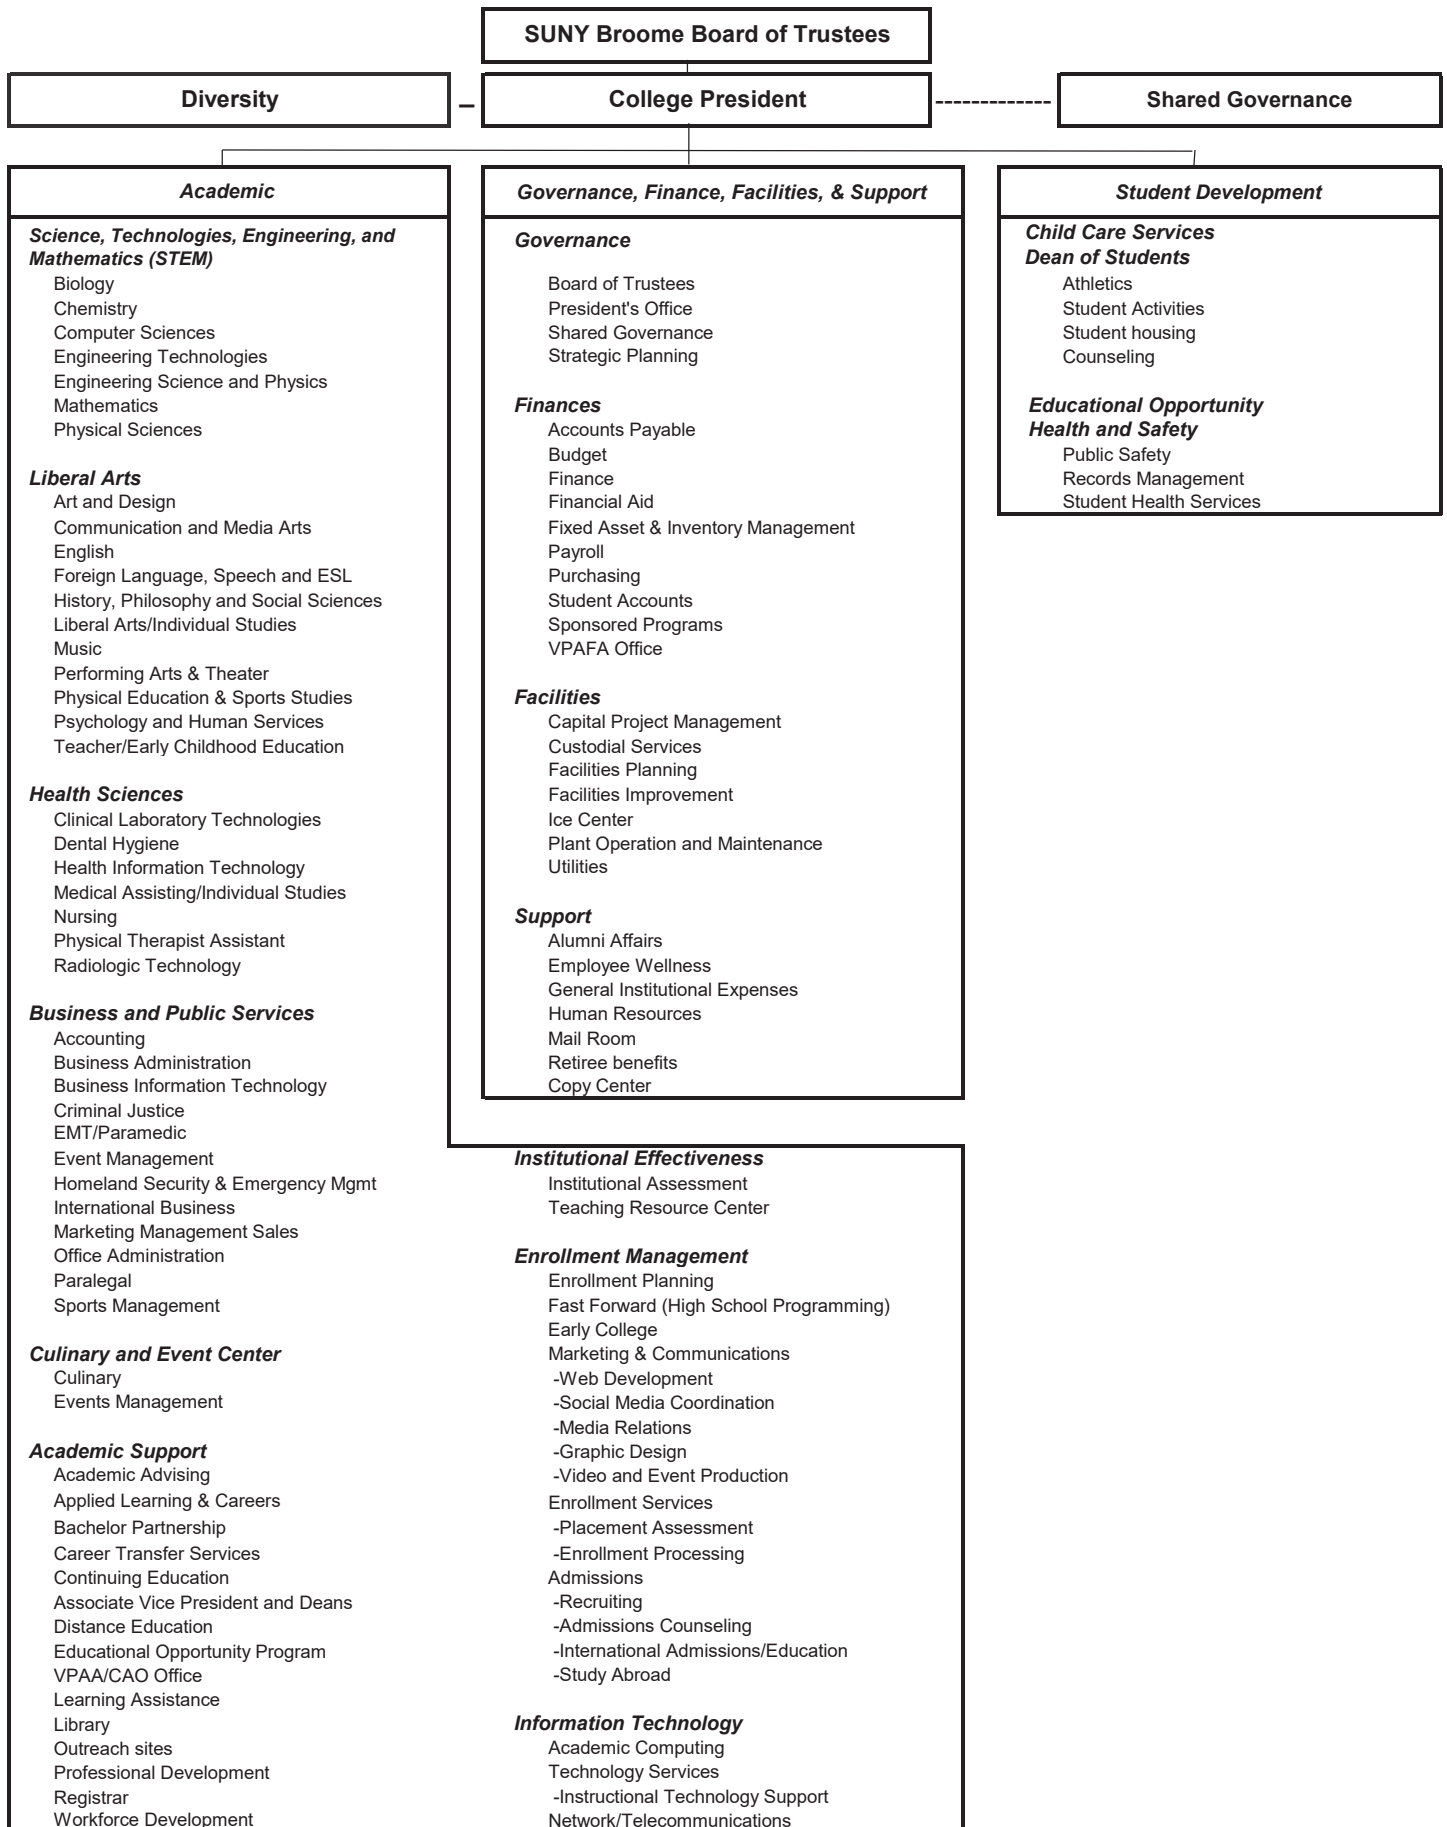 SUNY Broome Board of Trustees
Diversity
College President
Shared Governance
Academic
Science, Technologies, Engineering, and
Mathematics (STEM)
Biology
Chemistry
Computer Sciences
Engineering Technologies
Engineering Science and Physics
Mathematics
Physical Sciences
Liberal Arts
Art and Design
Communication and Media Arts
English
Foreign Language, Speech and ESL
History, Philosophy and Social Sciences
Liberal Arts/Individual Studies
Music
Performing Arts & Theater
Physical Education & Sports Studies
Psychology and Human Services
Teacher/Early Childhood Education
Health Sciences
Clinical Laboratory Technologies
Dental Hygiene
Health Information Technology
Medical Assisting/Individual Studies
Nursing
Physical Therapist Assistant
Radiologic Technology
Business and Public Services
Accounting
Business Administration
Business Information Technology
Criminal Justice
EMT/Paramedic
Event Management
Homeland Security & Emergency Mgmt
International Business
Marketing Management Sales
Office Administration
Paralegal
Sports Management
Culinary and Event Center
Culinary
Events Management
Academic Support
Academic Advising
Applied Learning & Careers
Bachelor Partnership
Career Transfer Services
Continuing Education
Associate Vice President and Deans
Distance Education
Educational Opportunity Program
VPAA/CAO Office
Learning Assistance
Library
Outreach sites
Professional Development
Registrar
Workforce Development
Governance, Finance, Facilities, & Support
Governance
Board of Trustees
President's Office
Shared Governance
Strategic Planning
Finances
Accounts Payable
Budget
Finance
Financial Aid
Fixed Asset & Inventory Management
Payroll
Purchasing
Student Accounts
Sponsored Programs
VPAFA Office
Facilities
Capital Project Management
Custodial Services
Facilities Planning
Facilities Improvement
Ice Center
Plant Operation and Maintenance
Utilities
Support
Alumni Affairs
Employee Wellness
General Institutional Expenses
Human Resources
Mail Room
Retiree benefits
Copy Center
Institutional Effectiveness
Institutional Assessment
Teaching Resource Center
Enrollment Management
Enrollment Planning
Fast Forward (High School Programming)
Early College
Marketing & Communications
-Web Development
-Social Media Coordination
-Media Relations
-Graphic Design
-Video and Event Production
Enrollment Services
-Placement Assessment
-Enrollment Processing
Admissions
-Recruiting
-Admissions Counseling
-International Admissions/Education
-Study Abroad
Information Technology
Academic Computing
Technology Services
-Instructional Technology Support
Network/Telecommunications
Student Development
Child Care Services
Dean of Students
Athletics
Student Activities
Student housing
Counseling
Educational Opportunity
Health and Safety
Public Safety
Records Management
Student Health Services